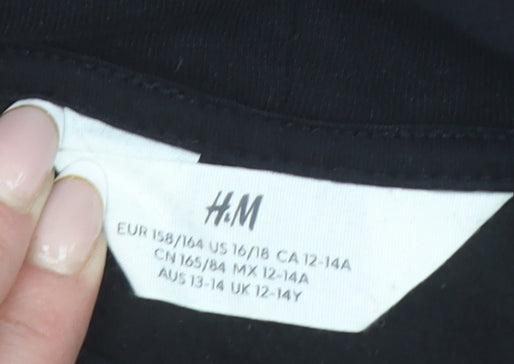 H&M
EUR 158/164 US 16/18 CA 12-14A
CN 165/84 MX 12-14A
AUS 13-14 UK 12-14Y